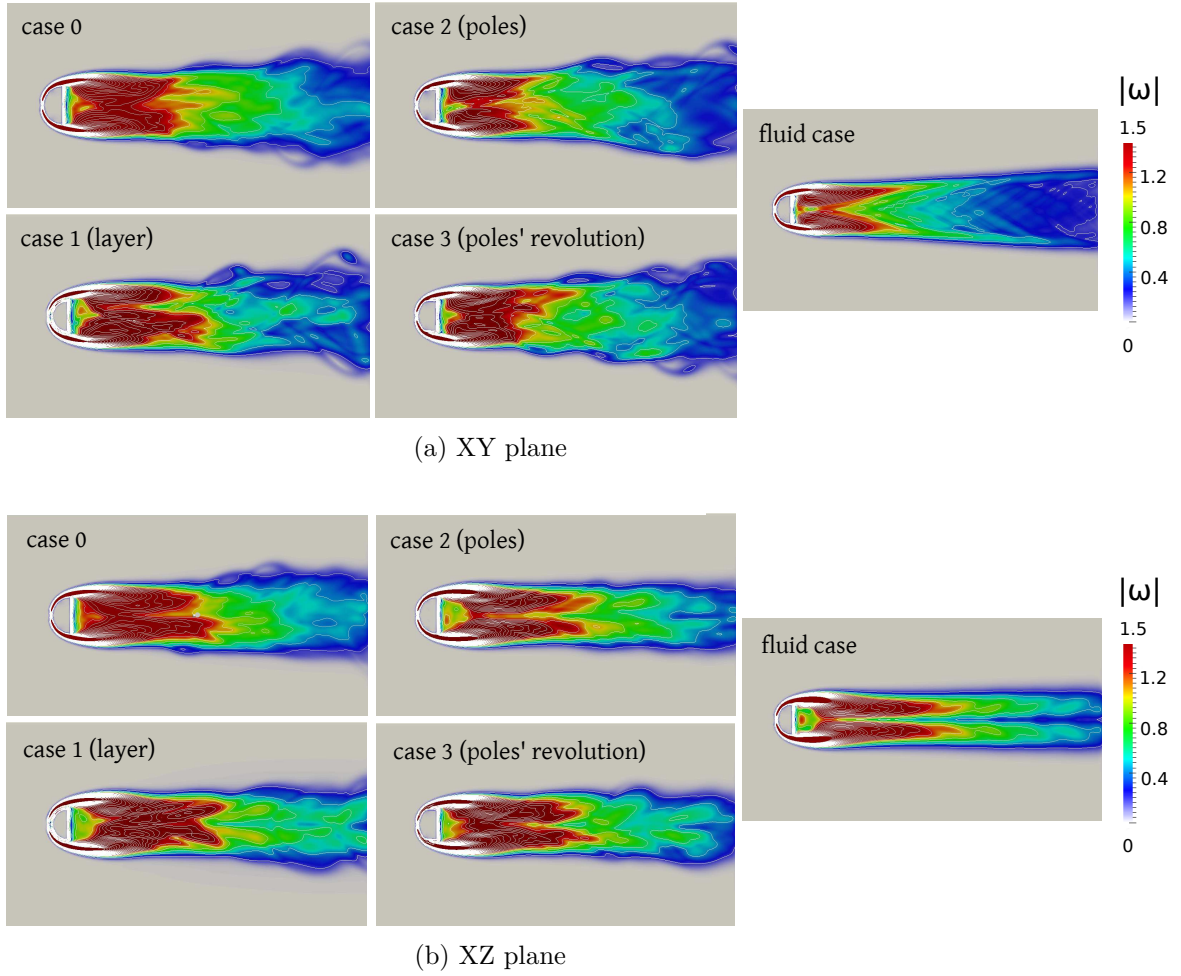 case 0
case 2 (poles)
case 1 (layer)
case 3 (poles' revolution)
fluid case
|ω|
1.5
1.2
0.8
0.4
0
(a) XY plane
case 0
case 2 (poles)
case 1 (layer)
case 3 (poles' revolution)
fluid case
|ω|
1.5
1.2
0.8
0.4
0
(b) XZ plane